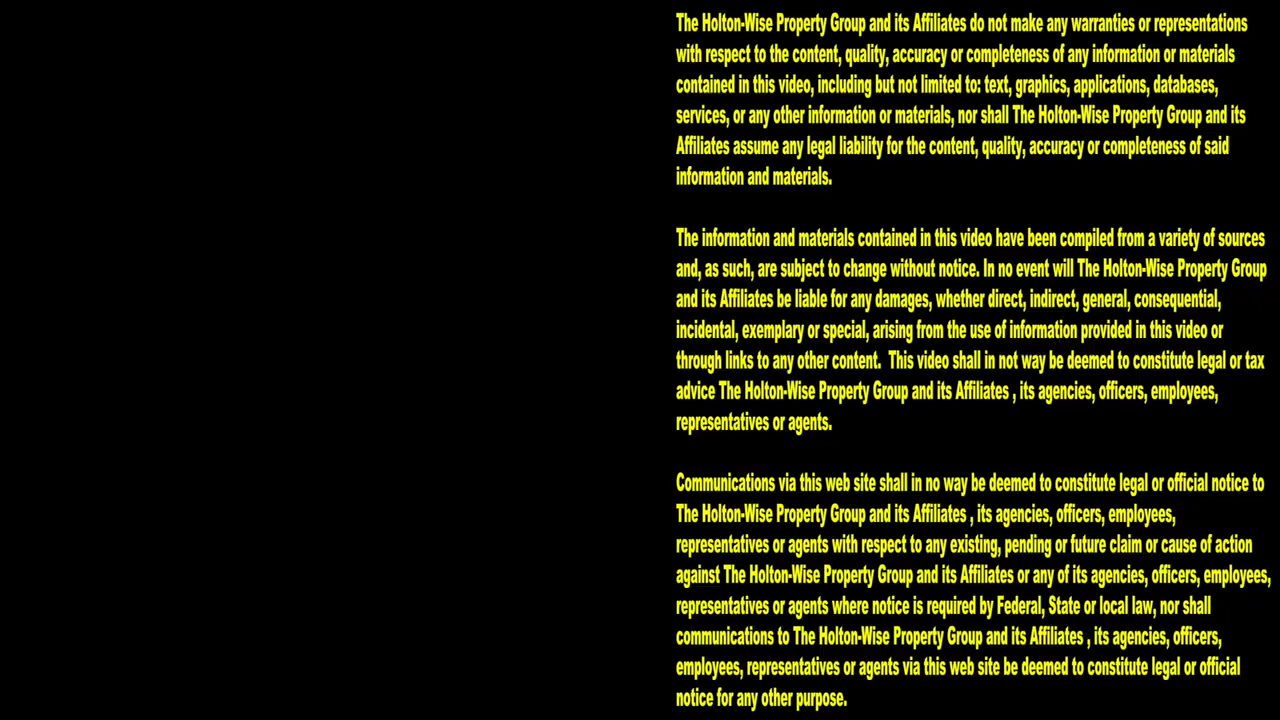 The Holton-Wise Property Group and its Affiliates do not make any warranties or representations
with respect to the content, quality, accuracy or completeness of any information or materials
contained in this video, including but not limited to: text, graphics, applications, databases,
services, or any other information or materials, nor shall The Holton-Wise Property Group and its
Affiliates assume any legal liability for the content, quality, accuracy or completeness of said
information and materials.
The information and materials contained in this video have been compiled from a variety of sources
and, as such, are subject to change without notice. In no event will The Holton-Wise Property Group
and its Affiliates be liable for any damages, whether direct, indirect, general, consequential,
incidental, exemplary or special, arising from the use of information provided in this video or
through links to any other content.  This video shall in not way be deemed to constitute legal or tax
advice The Holton-Wise Property Group and its Affiliates , its agencies, officers, employees,
representatives or agents.
Communications via this web site shall in no way be deemed to constitute legal or official notice to
The Holton-Wise Property Group and its Affiliates , its agencies, officers, employees,
representatives or agents with respect to any existing, pending or future claim or cause of action
against The Holton-Wise Property Group and its Affiliates or any of its agencies, officers, employees,
representatives or agents where notice is required by Federal, State or local law, nor shall
communications to The Holton-Wise Property Group and its Affiliates , its agencies, officers,
employees, representatives or agents via this web site be deemed to constitute legal or official
notice for any other purpose.